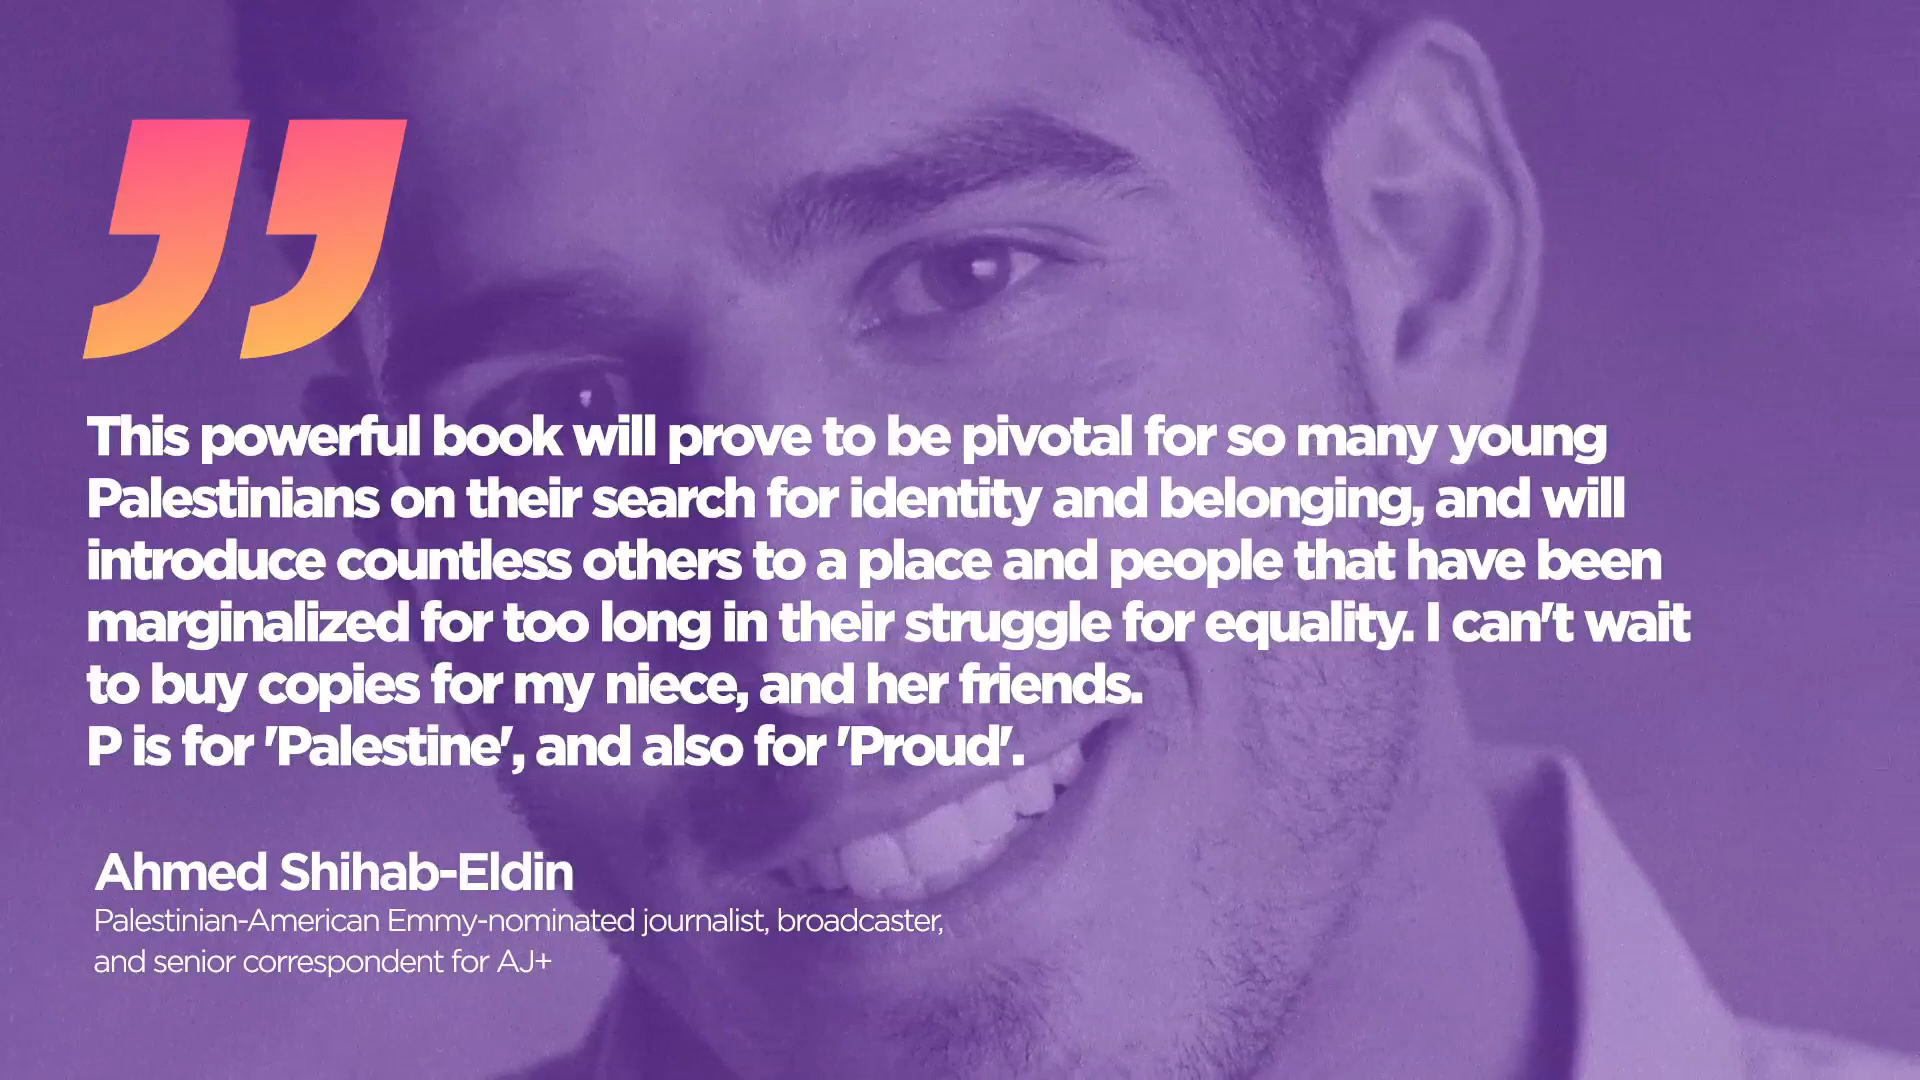 This powerful book will prove to be pivotal for so many young
Palestinians on their search for identity and belonging, and will
introduce countless others to a place and people that have been
marginalized for too long in their struggle for equality. I can't wait
to buy copies for my niece, and her friends.
P is for 'Palestine', and also for 'Proud'.
Ahmed Shihab-Eldin
Palestinian-American Emmy-nominated journalist, broadcaster,
and senior correspondent for AJ+